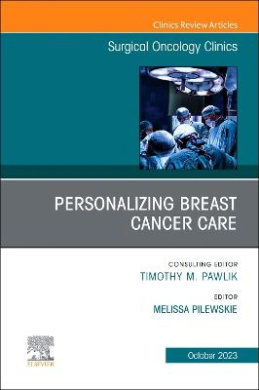 Clinics Review Articles
Surgical Oncology Clinics
PERSONALIZING BREAST
CANCER CARE
CONSULTING EDITOR
TIMOTHY M. PAWLIK
EDITOR
MELISSA PILEWSKIE
ELSEVIER
October 2023